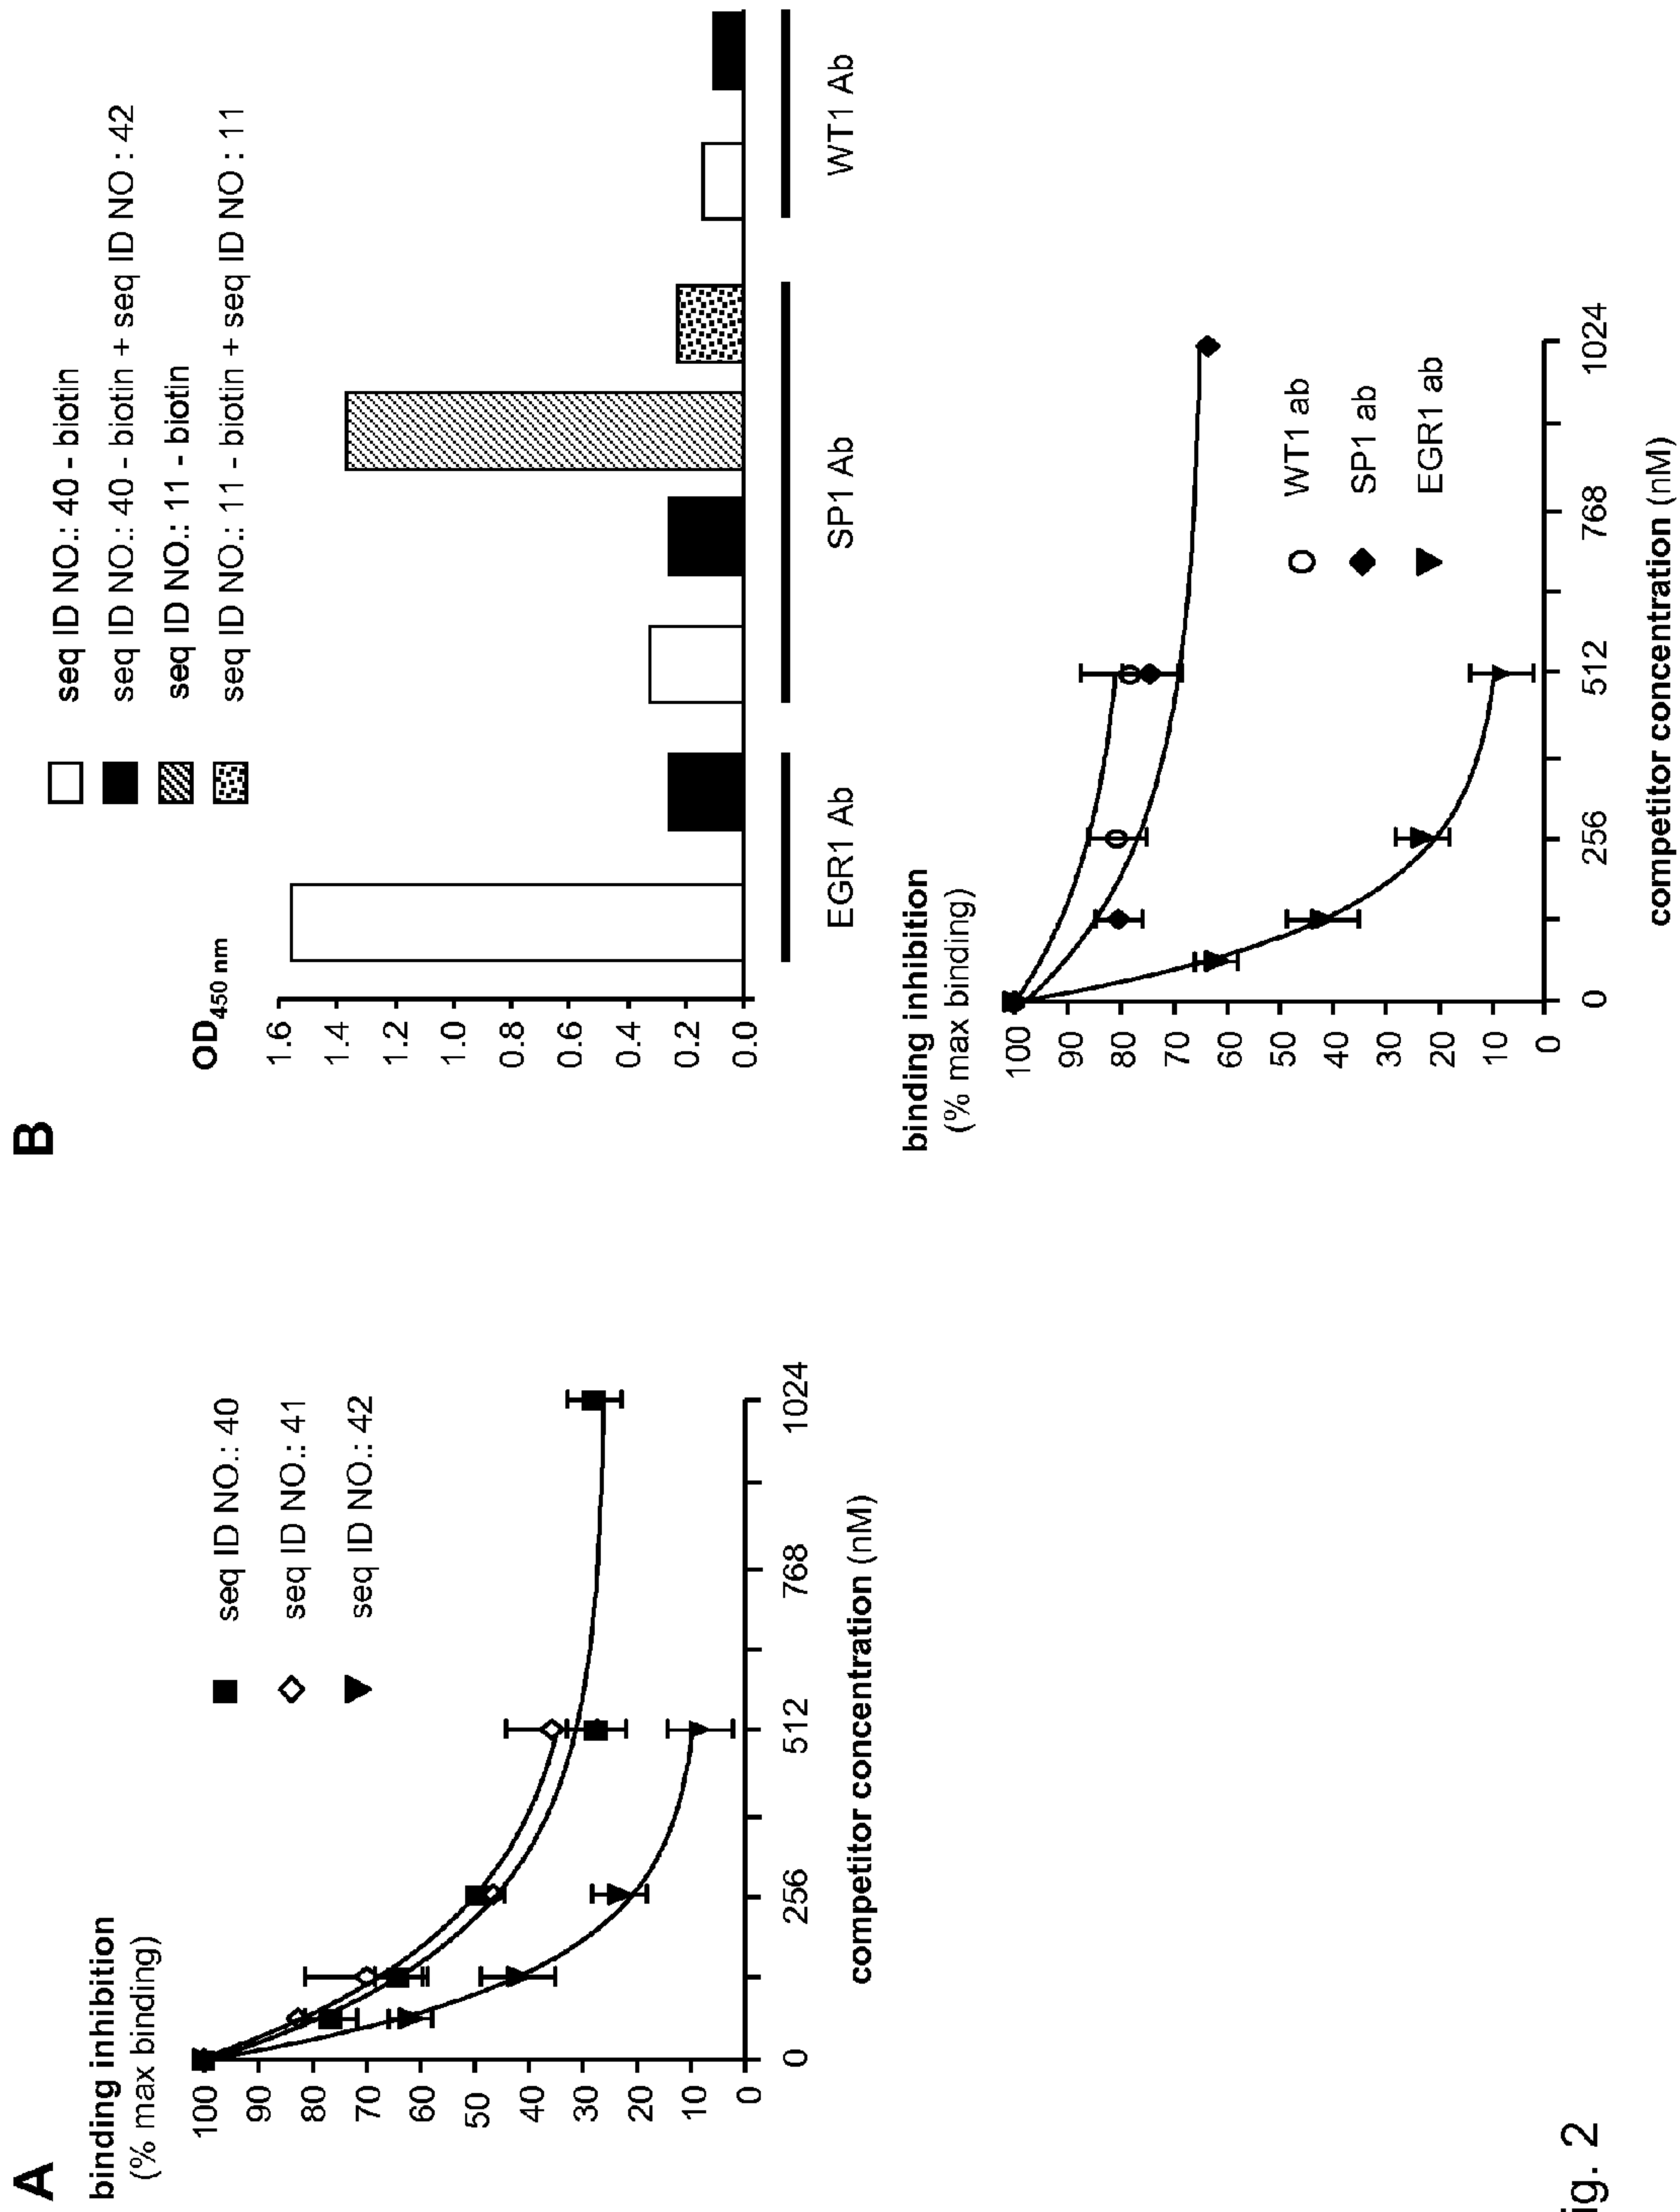 A
binding inhibition
(% max binding)
100
90
80
70
60
50
40
30
20
10
0
0 256 512 768 1024
competitor concentration (nM)
seq ID NO.: 40
seq ID NO.: 41
seq ID NO.: 42
B
seq ID NO.: 40 - biotin
seq ID NO.: 40 - biotin + seq ID NO : 42
seq ID NO.: 11 - biotin
seq ID NO.: 11 - biotin + seq ID NO : 11
OD450 nm
1.6
1.4
1.2
1.0
0.8
0.6
0.4
0.2
0.0
EGR1 Ab SP1 Ab WT1 Ab
binding inhibition
(% max binding)
100
90
80
70
60
50
40
30
20
10
0
0 256 512 768 1024
competitor concentration (nM)
WT1 ab
SP1 ab
EGR1 ab
ig. 2